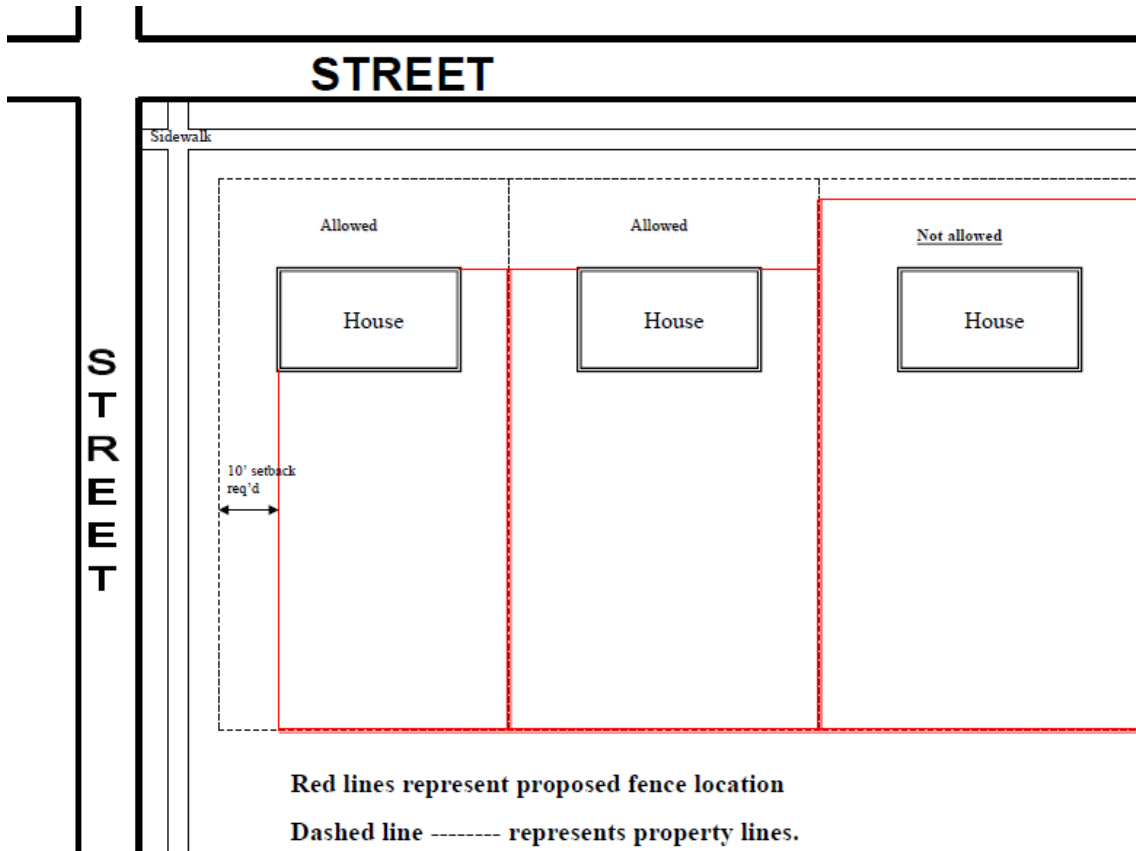 STREET
Sidewalk
Allowed
Allowed
Not allowed
House
House
House
S
T
R
E
E
T
10’ setback
req’d
Red lines represent proposed fence location
Dashed line -------- represents property lines.